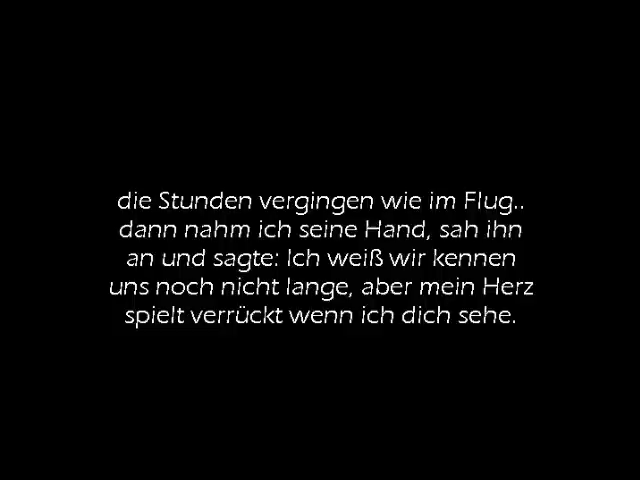 die Stunden vergingen wie im Flug..
dann nahm ich seine Hand, sah ihn
an und sagte: Ich weiß wir kennen
uns noch nicht lange, aber mein Herz
spielt verrückt wenn ich dich sehe.